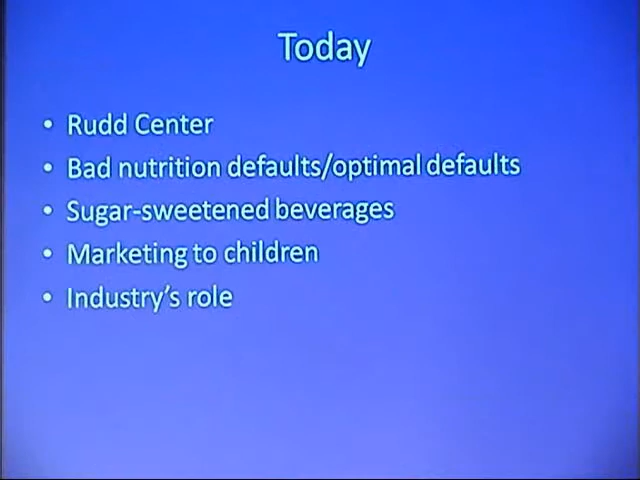 Today
• Rudd Center
• Bad nutrition defaults/optimal defaults
• Sugar-sweetened beverages
• Marketing to children
• Industry's role